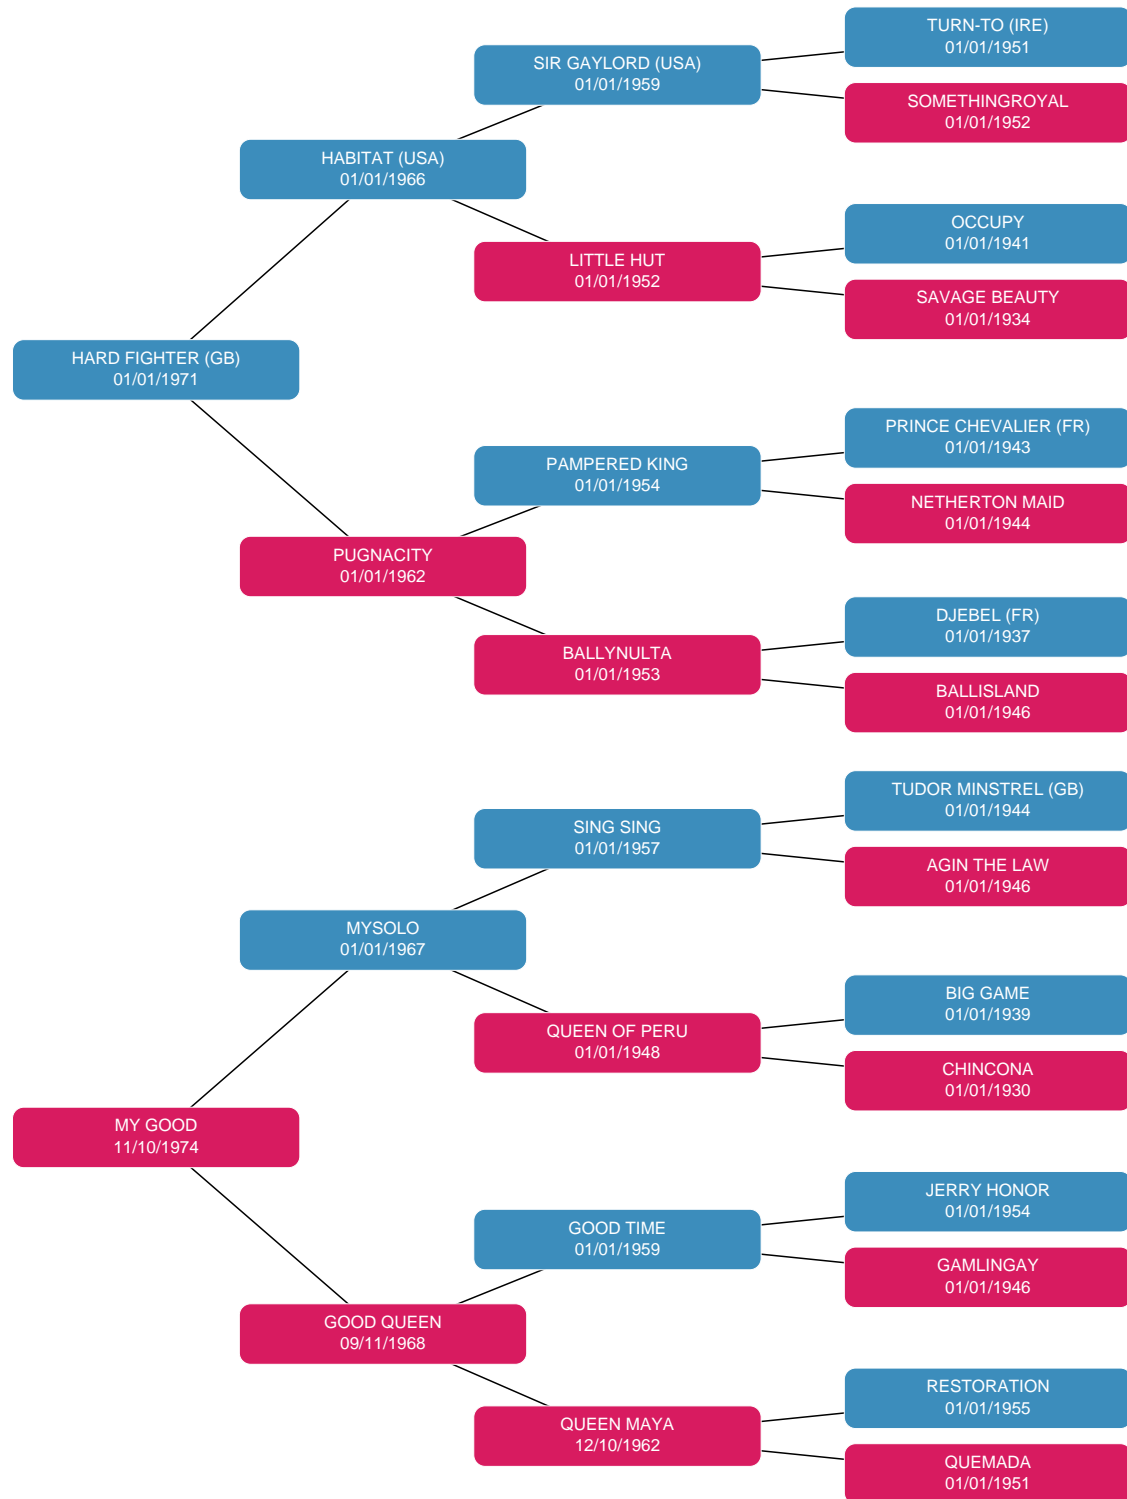 TURN-TO (IRE)
01/01/1951
SIR GAYLORD (USA)
01/01/1959
SOMETHINGROYAL
01/01/1952
HABITAT (USA)
01/01/1966
OCCUPY
01/01/1941
LITTLE HUT
01/01/1952
SAVAGE BEAUTY
01/01/1934
HARD FIGHTER (GB)
01/01/1971
PRINCE CHEVALIER (FR)
01/01/1943
PAMPERED KING
01/01/1954
NETHERTON MAID
01/01/1944
PUGNACITY
01/01/1962
DJEBEL (FR)
01/01/1937
BALLYNULTA
01/01/1953
BALLISLAND
01/01/1946
TUDOR MINSTREL (GB)
01/01/1944
SING SING
01/01/1957
AGIN THE LAW
01/01/1946
MYSOLO
01/01/1967
BIG GAME
01/01/1939
QUEEN OF PERU
01/01/1948
CHINCONA
01/01/1930
MY GOOD
11/10/1974
JERRY HONOR
01/01/1954
GOOD TIME
01/01/1959
GAMLINGAY
01/01/1946
GOOD QUEEN
09/11/1968
RESTORATION
01/01/1955
QUEEN MAYA
12/10/1962
QUEMADA
01/01/1951